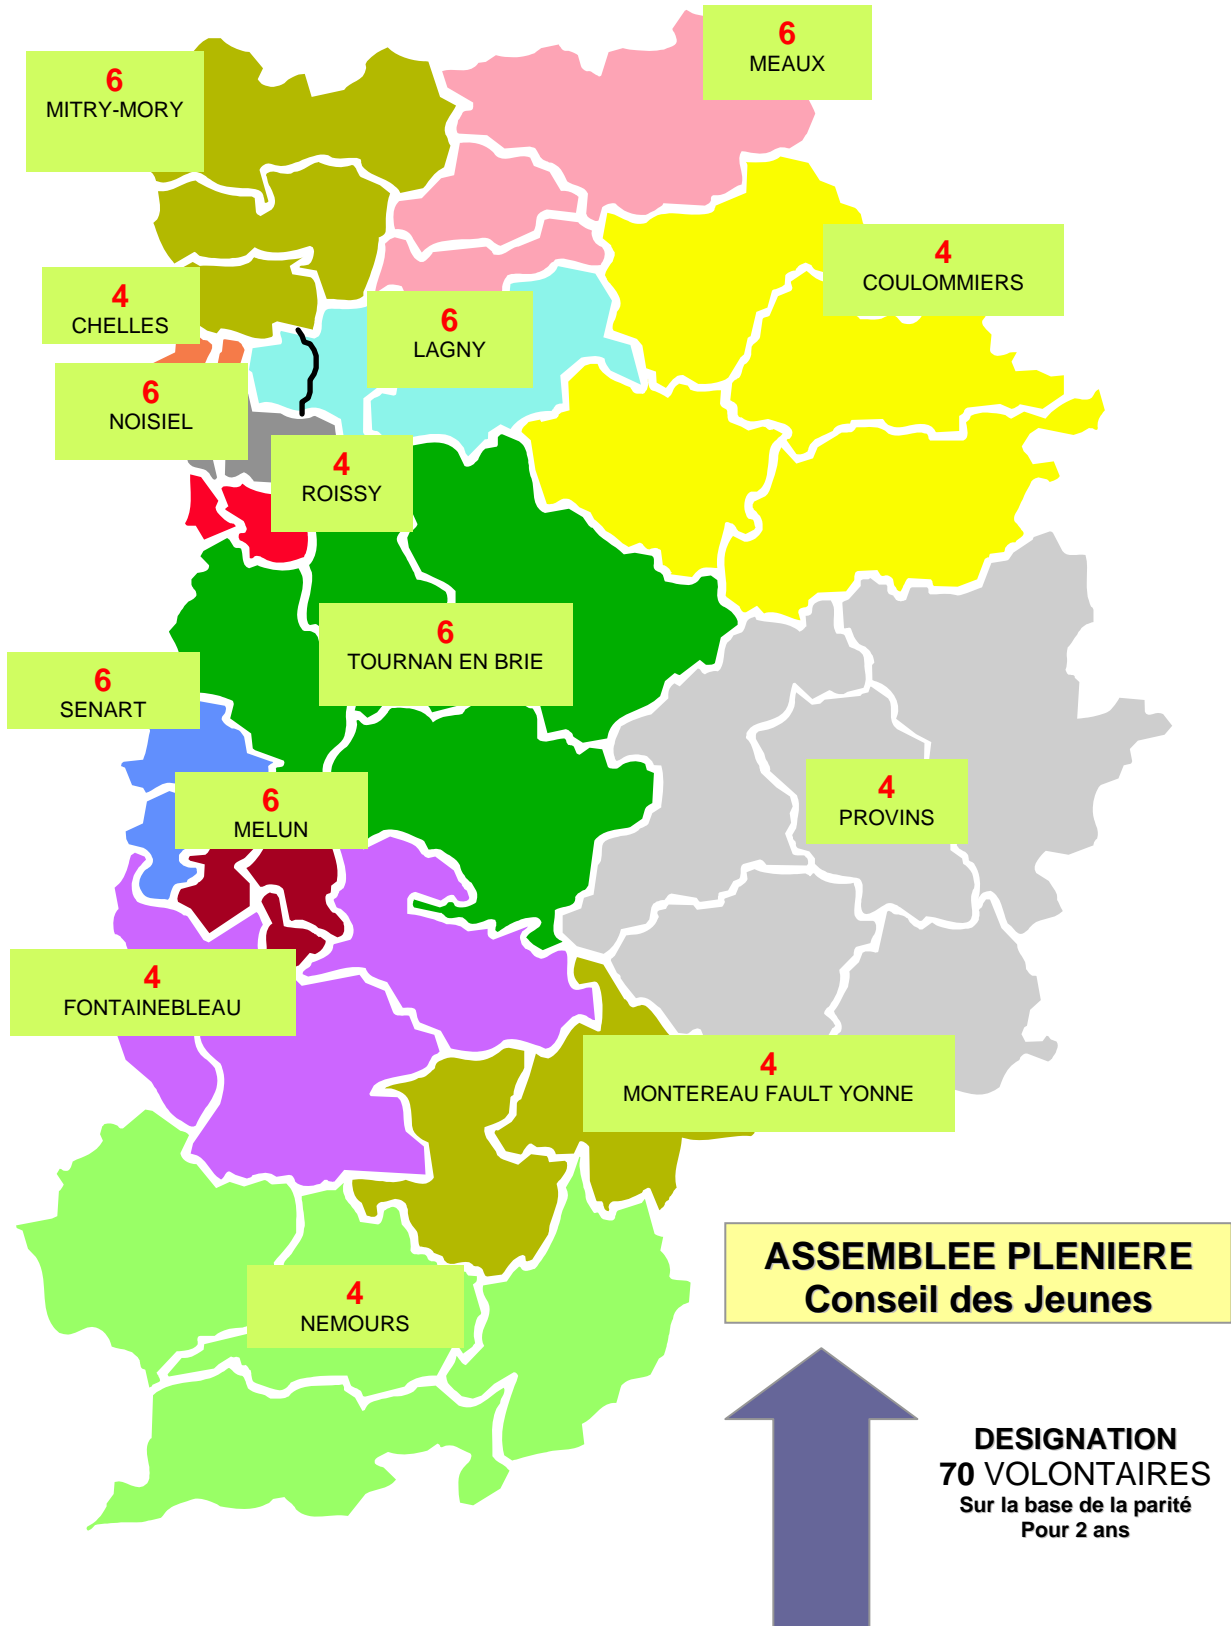 6
MEAUX
6
MITRY-MORY
4
COULOMMIERS
4
CHELLES
6
LAGNY
6
NOISIEL
4
ROISSY
6
TOURNAN EN BRIE
6
SENART
4
PROVINS
6
MELUN
4
FONTAINEBLEAU
4
MONTEREAU FAULT YONNE
4
NEMOURS
ASSEMBLEE PLENIERE
Conseil des Jeunes
DESIGNATION
70 VOLONTAIRES
Sur la base de la parité
Pour 2 ans